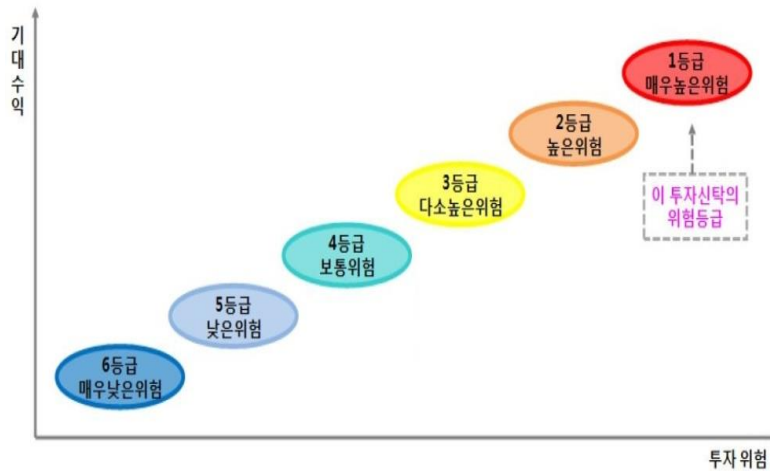 기대수익
1등급
매우높은위험
2등급
높은위험
3등급
다소높은위험
이 투자신탁의
위험등급
4등급
보통위험
5등급
낮은위험
6등급
매우낮은위험
투자 위험